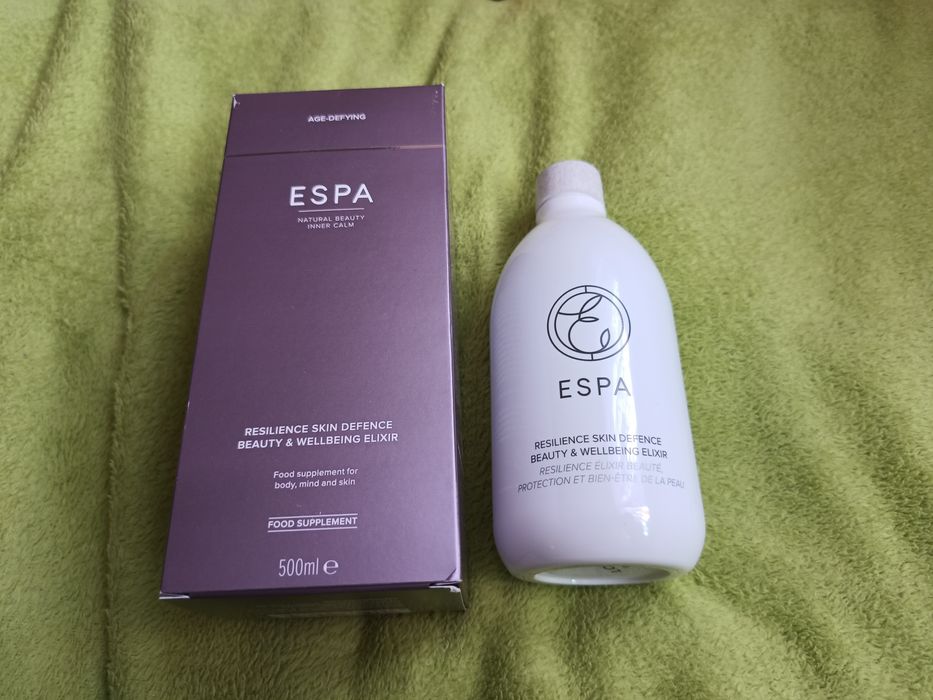 AGE-DEFYING
ESPA
NATURAL BEAUTY
INNER CALM
RESILIENCE SKIN DEFENCE
BEAUTY & WELLBEING ELIXIR
Food supplement for
body, mind and skin
FOOD SUPPLEMENT
500ml e
ESPA
RESILIENCE SKIN DEFENCE
BEAUTY & WELLBEING ELIXIR
RESILIENCE ELIXIR BEAUTÉ,
PROTECTION ET BIEN-ÊTRE DE LA PEAU